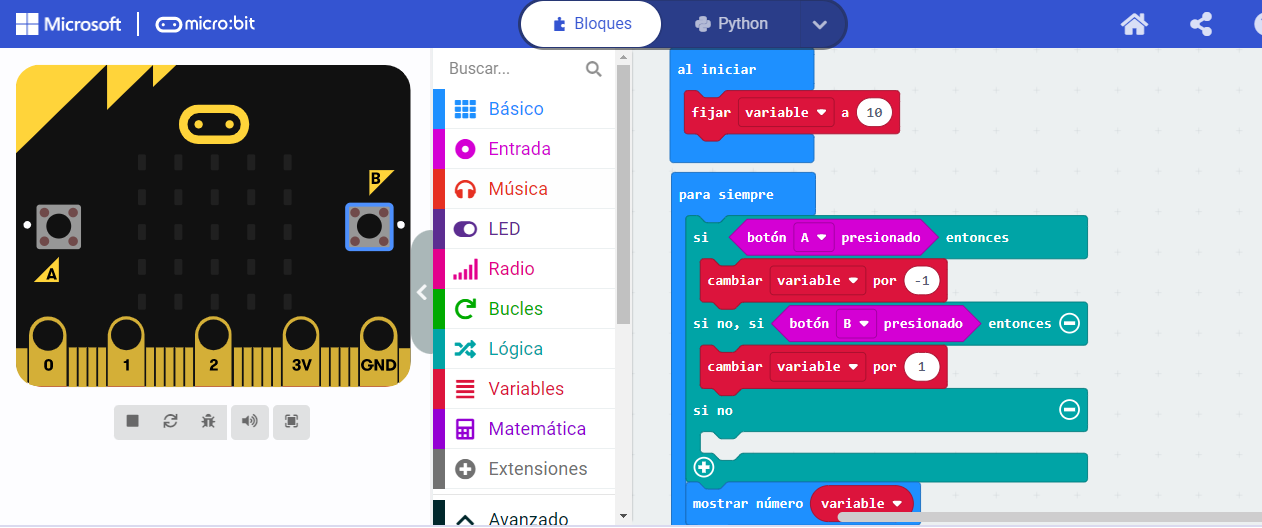 Microsoft micro:bit Bloques Python
Buscar...
Básico
Entrada
Música
LED
Radio
Bucles
Lógica
Variables
Matemática
Extensiones
Avanzado
B
A
0 1 2 3V GND
al iniciar
fijar variable a 10
para siempre
si botón A presionado entonces
cambiar variable por -1
si no, si botón B presionado entonces
cambiar variable por 1
si no
mostrar número variable